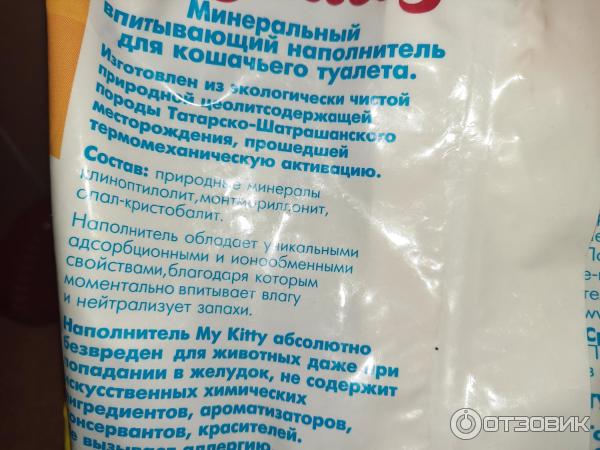 Минеральный
впитывающий наполнитель
для кошачьего туалета.
Изготовлен из экологически чистой
природной цеолитсодержащей
породы Татарско-Шатрашанского
месторождения, прошедшей
термомеханическую активацию.
Состав: природные минералы
клиноптилолит, монтмориллонит,
опал-кристобалит.
Наполнитель обладает уникальными
адсорбционными и ионообменными
свойствами, благодаря которым
моментально впитывает влагу
и нейтрализует запахи.
Наполнитель My Kitty абсолютно
безвреден для животных даже при
попадании в желудок, не содержит
искусственных химических
ингредиентов, ароматизаторов,
консервантов, красителей.
Не вызывает аллергию
ОТЗОВИК